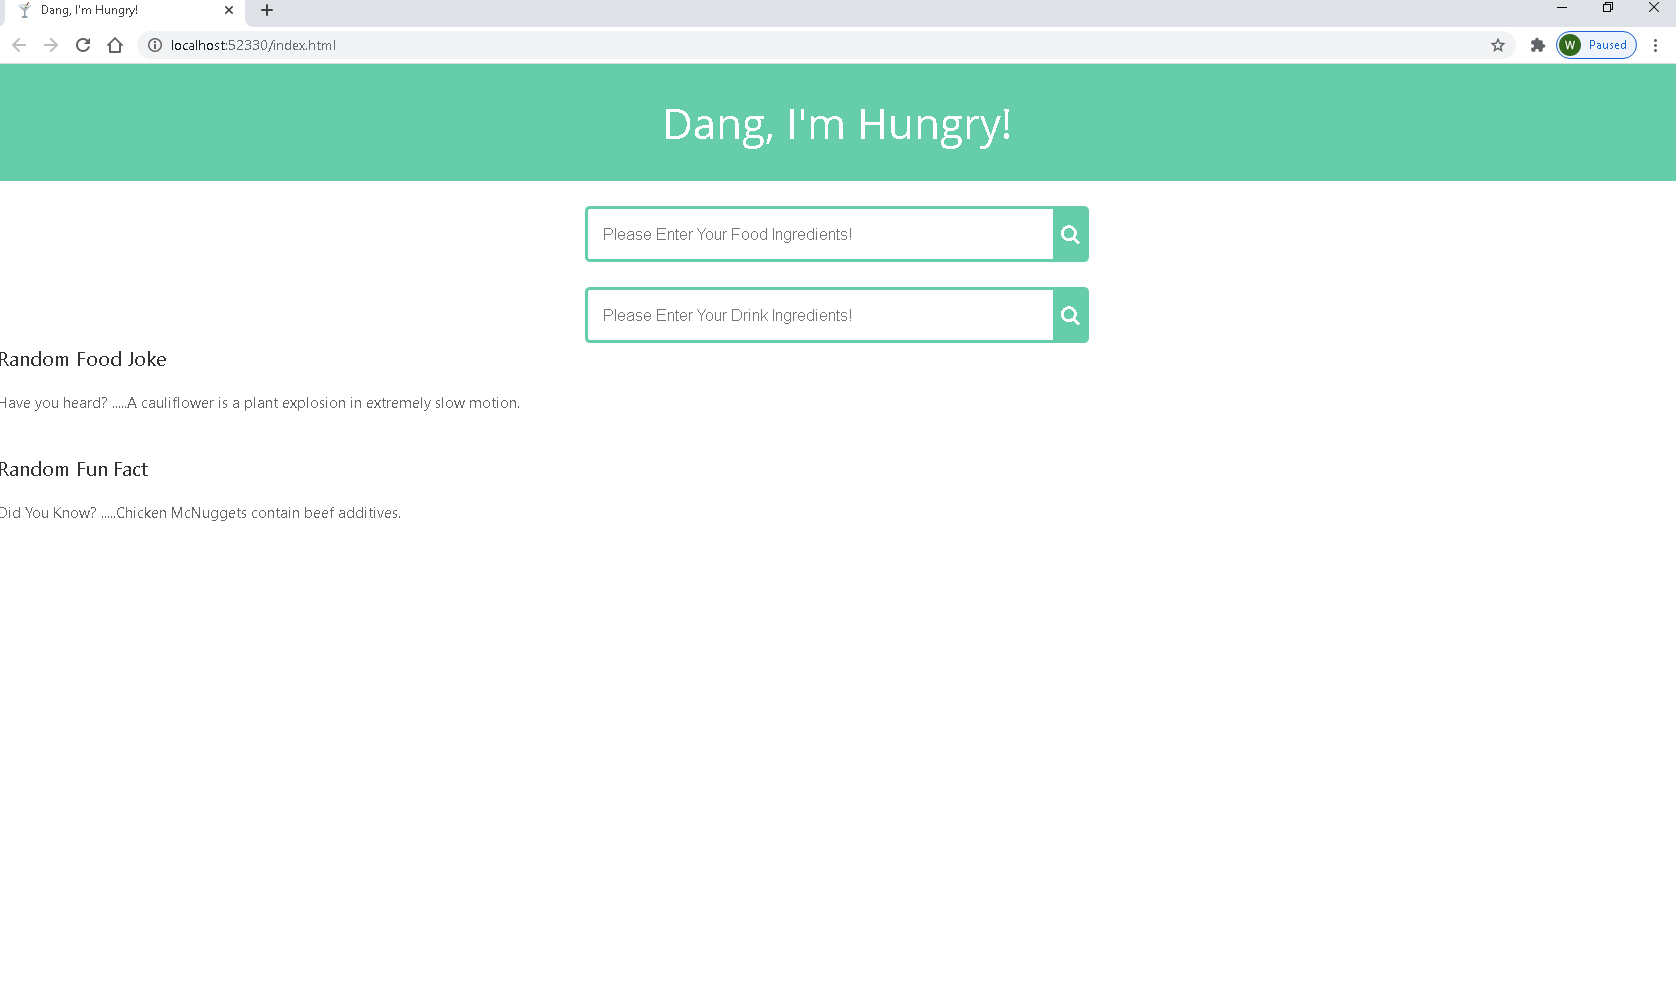 Dang, I'm Hungry!
localhost:52330/index.html
W Paused
Dang, I'm Hungry!
Please Enter Your Food Ingredients!
Please Enter Your Drink Ingredients!
Random Food Joke
Have you heard? .....A cauliflower is a plant explosion in extremely slow motion.
Random Fun Fact
Did You Know? .....Chicken McNuggets contain beef additives.